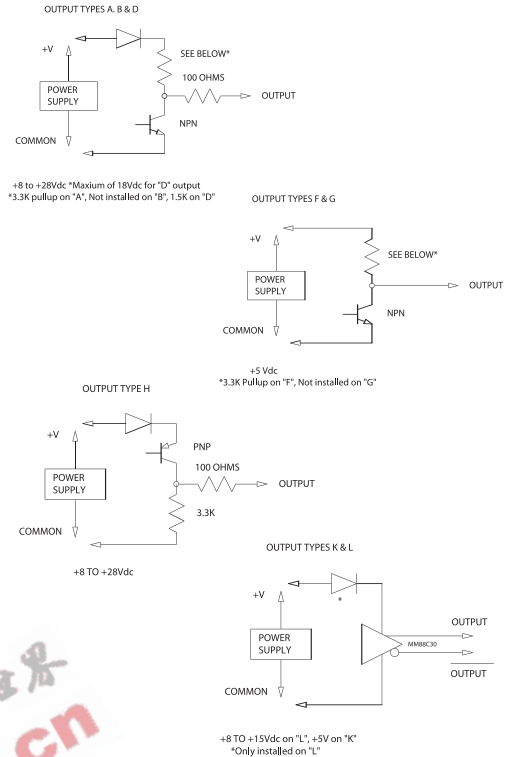 OUTPUT TYPES A. B & D
+V
SEE BELOW*
100 OHMS
POWER
SUPPLY
OUTPUT
NPN
COMMON
+8 to +28Vdc *Maxium of 18Vdc for "D" output
*3.3K pullup on "A", Not installed on "B", 1.5K on "D"
OUTPUT TYPES F & G
+V
SEE BELOW*
POWER
SUPPLY
OUTPUT
NPN
COMMON
+5 Vdc
*3.3K Pullup on "F", Not installed on "G"
OUTPUT TYPE H
+V
PNP
100 OHMS
POWER
SUPPLY
OUTPUT
3.3K
COMMON
+8 TO +28Vdc
OUTPUT TYPES K & L
+V
*
OUTPUT
POWER
SUPPLY
MM88C30
OUTPUT
COMMON
+8 TO +15Vdc on "L", +5V on "K"
*Only installed on "L"
世界
cn